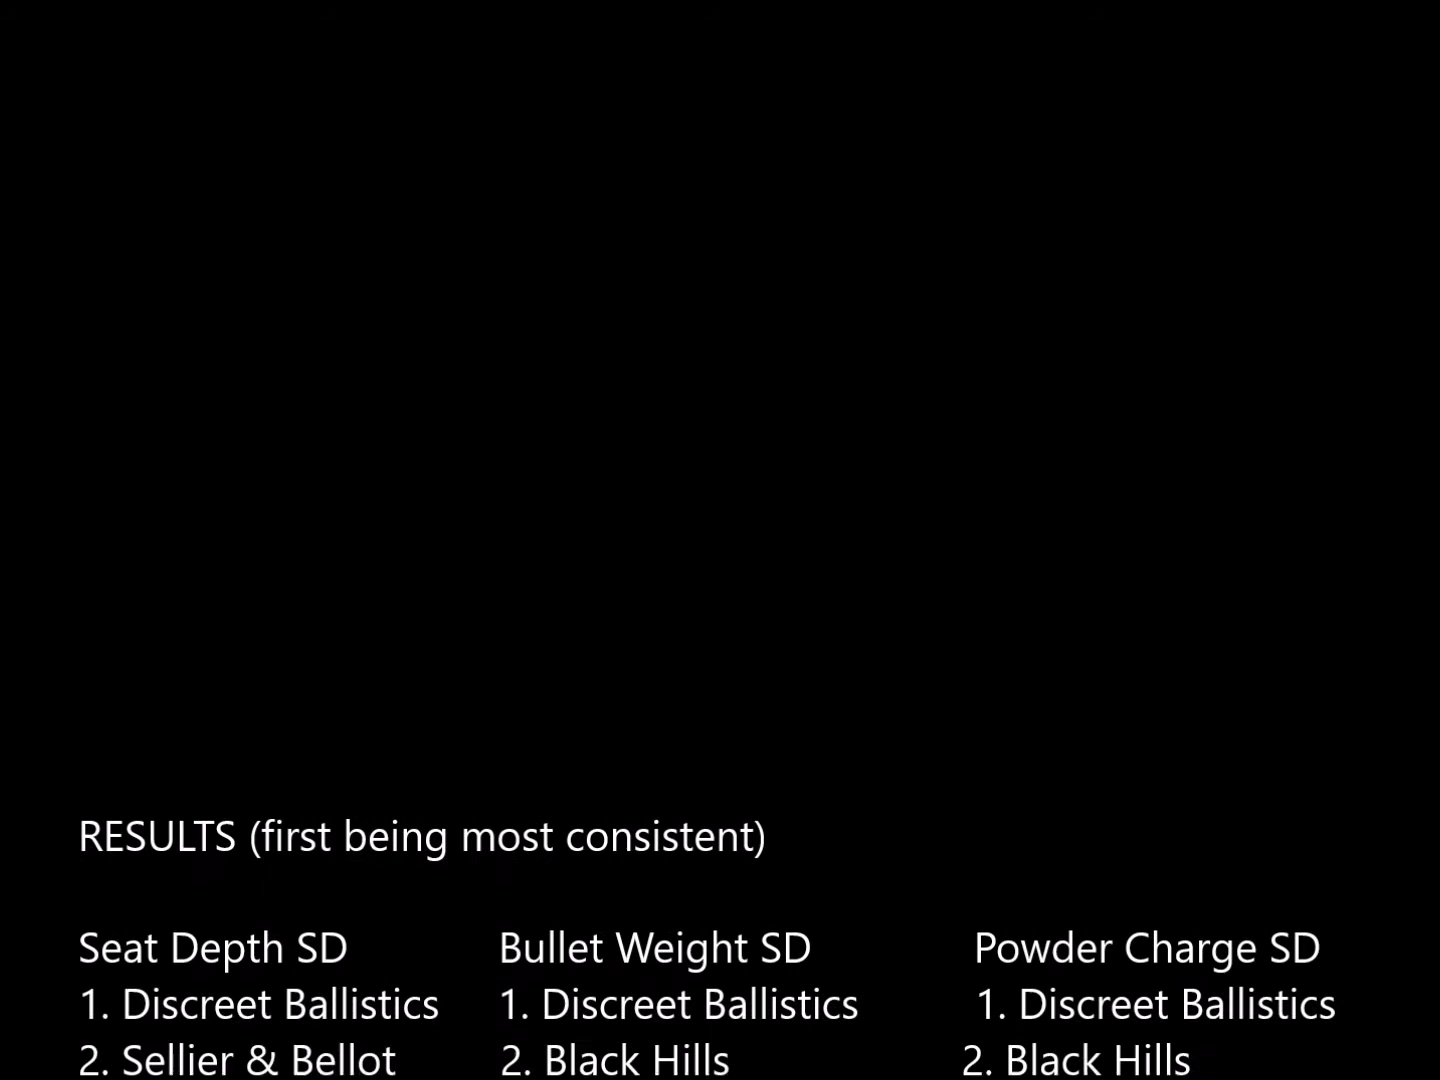 RESULTS (first being most consistent)
Seat Depth SD Bullet Weight SD Powder Charge SD
1. Discreet Ballistics 1. Discreet Ballistics 1. Discreet Ballistics
2. Sellier & Bellot 2. Black Hills 2. Black Hills